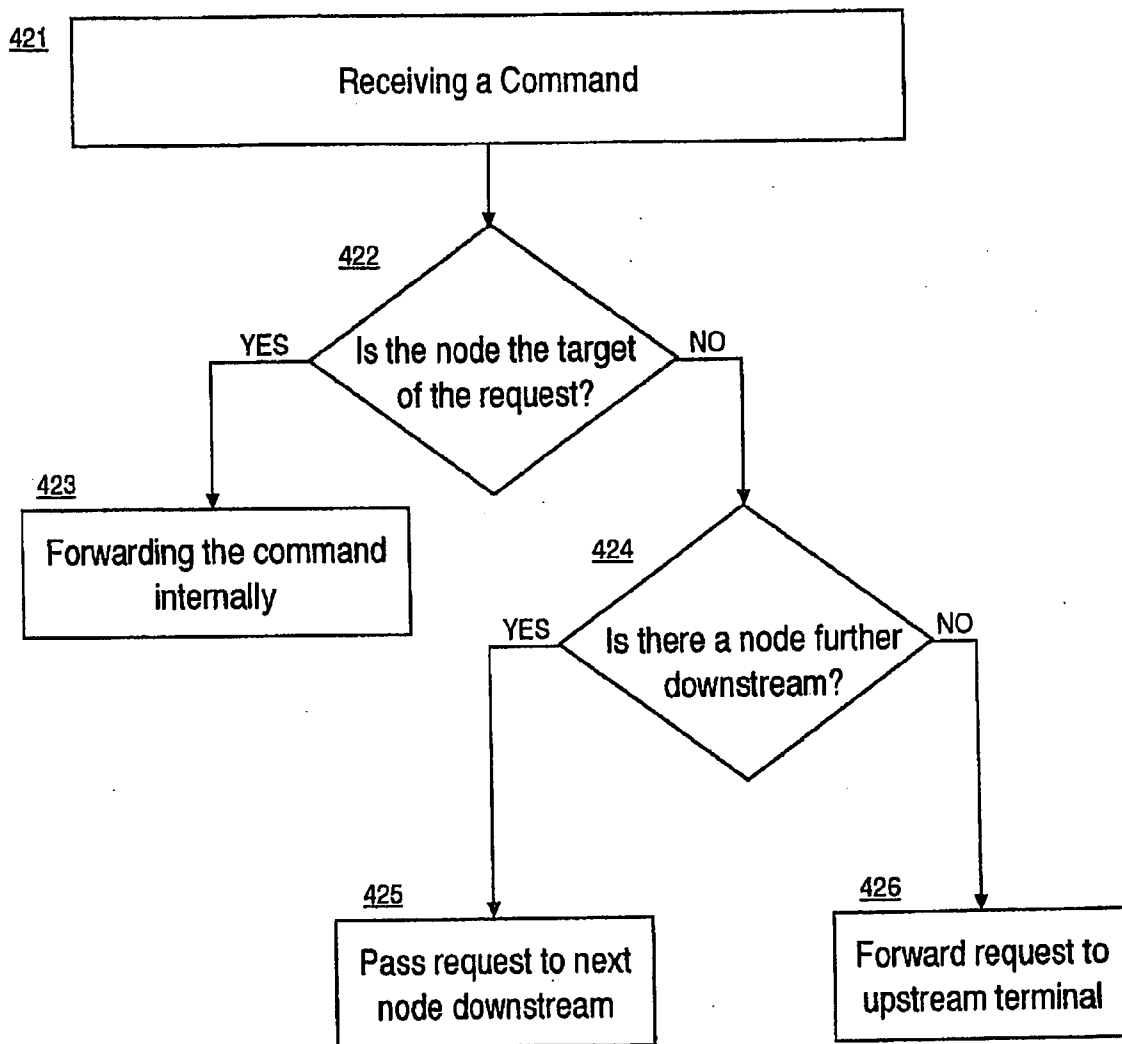 421
Receiving a Command
422
YES
NO
Is the node the target
of the request?
423
Forwarding the command
internally
424
YES
NO
Is there a node further
downstream?
425
Pass request to next
node downstream
426
Forward request to
upstream terminal